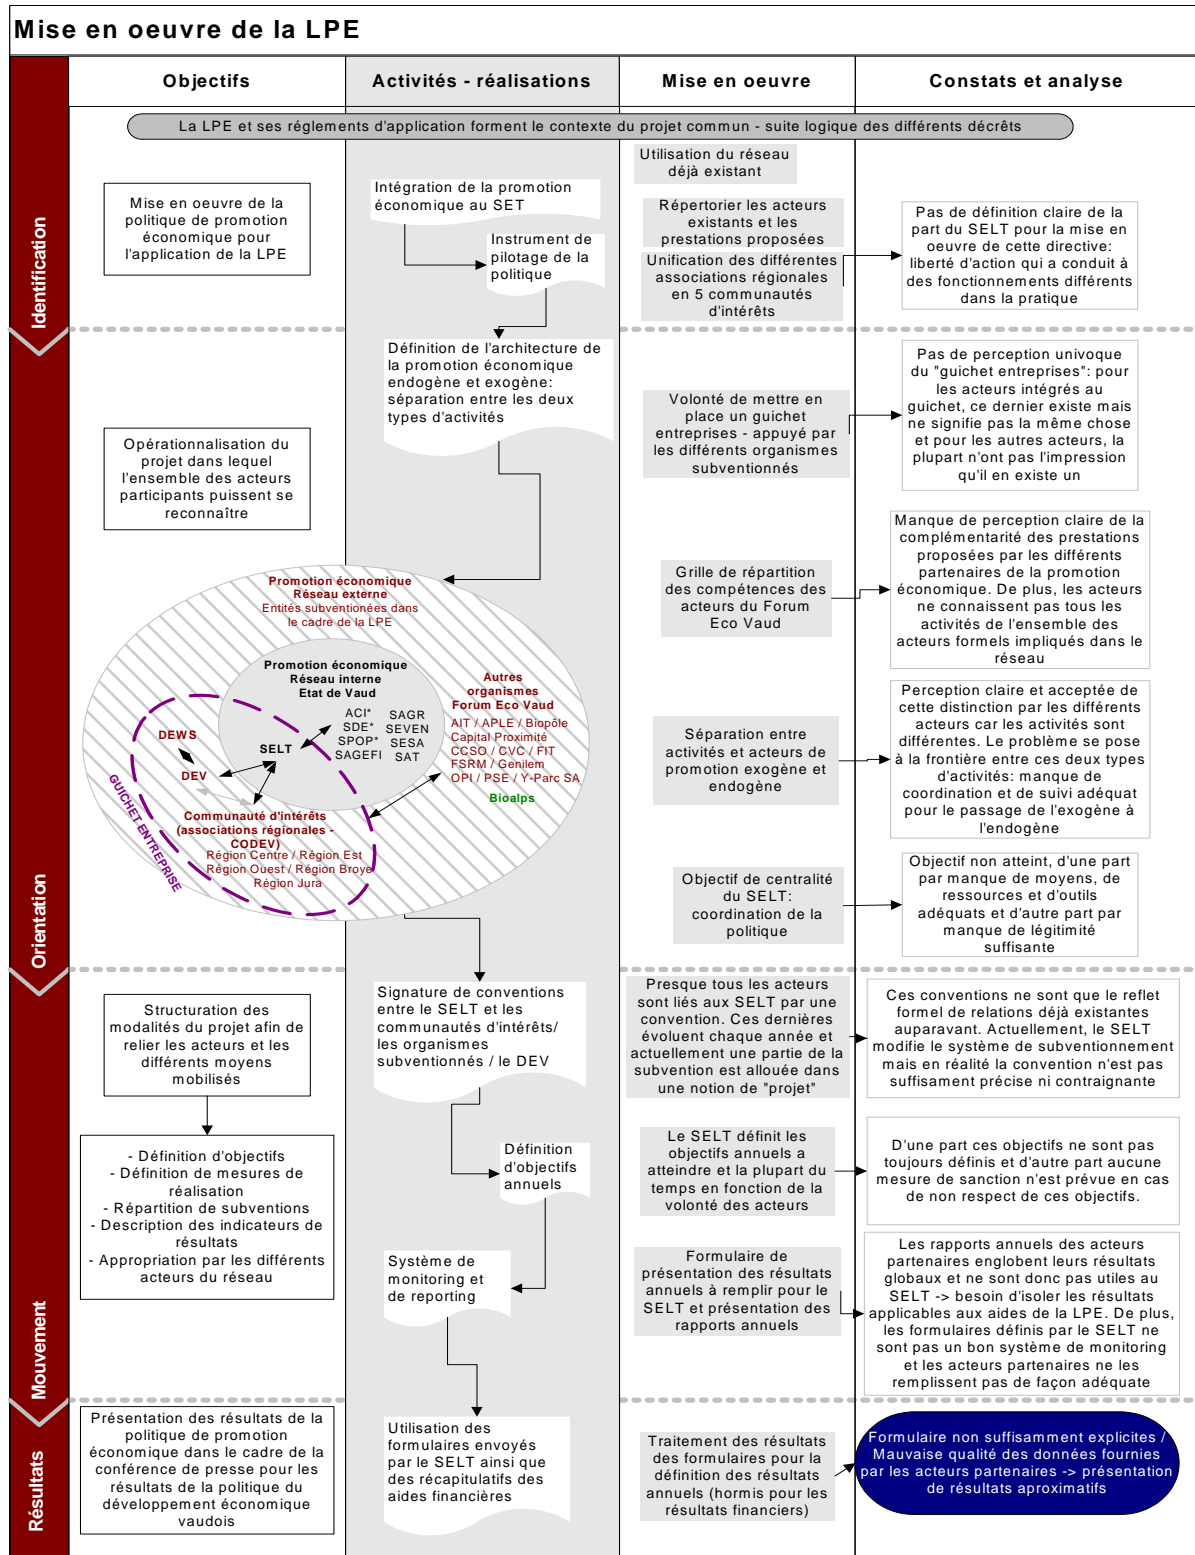 Mise en oeuvre de la LPE
Objectifs
Activités - réalisations
Mise en oeuvre
Constats et analyse
La LPE et ses réglements d'application forment le contexte du projet commun - suite logique des différents décrêts
Identification
Mise en oeuvre de la
politique de promotion
économique pour
l'application de la LPE
Intégration de la promotion
économique au SET
Instrument de
pilotage de la
politique
Utilisation du réseau
déjà existant
Répertorier les acteurs
existants et les
prestations proposées
Unification des différentes
associations régionales
en 5 communautés
d'intérêts
Pas de définition claire de la
part du SELT pour la mise en
oeuvre de cette directive:
liberté d'action qui a conduit à
des fonctionnements différents
dans la pratique
Orientation
Opérationnalisation du
projet dans lequel
l'ensemble des acteurs
participants puissent se
reconnaître
Définition de l'architecture de
la promotion économique
endogène et exogène:
séparation entre les deux
types d'activités
Volonté de mettre en
place un guichet
entreprises - appuyé par
les différents organismes
subventionnés
Pas de perception univoque
du "guichet entreprises": pour
les acteurs intégrés au
guichet, ce dernier existe mais
ne signifie pas la même chose
et pour les autres acteurs, la
plupart n'ont pas l'impression
qu'il en existe un
Grille de répartition
des compétences des
acteurs du Forum
Eco Vaud
Manque de perception claire de la
complémentarité des prestations
proposées par les différents
partenaires de la promotion
économique. De plus, les acteurs
ne connaissent pas tous les
activités de l'ensemble des
acteurs formels impliqués dans le
réseau
Promotion économique
Réseau externe
Entités subventionées dans
le cadre de la LPE
Promotion économique
Réseau interne
Etat de Vaud
ACI*
SDE*
SPOP*
SAGEFI
SAGR
SEVEN
SESA
SAT
SELT
DEWS
DEV
Autres
organismes
Forum Eco Vaud
AIT / APLE / Biopôle
Capital Proximité
CCSO / CVC / FIT
FSRM / Genilem
OPI / PSE / Y-Parc SA
Bioalps
Communauté d'intérêts
(associations régionales -
CODEV)
Région Centre / Région Est
Région Ouest / Région Broye
Région Jura
GUICHET ENTREPRISE
Séparation entre
activités et acteurs de
promotion exogène et
endogène
Perception claire et acceptée de
cette distinction par les différents
acteurs car les activités sont
différentes. Le problème se pose
à la frontière entre ces deux types
d'activités: manque de
coordination et de suivi adéquat
pour le passage de l'exogène à
l'endogène
Objectif de centralité
du SELT:
coordination de la
politique
Objectif non atteint, d'une part
par manque de moyens, de
ressources et d'outils
adéquats et d'autre part par
manque de légitimité
suffisante
Mouvement
Structuration des
modalités du projet afin de
relier les acteurs et les
différents moyens
mobilisés
- Définition d'objectifs
- Définition de mesures de
réalisation
- Répartition de subventions
- Description des indicateurs de
résultats
- Appropriation par les différents
acteurs du réseau
Signature de conventions
entre le SELT et les
communautés d'intérêts/
les organismes
subventionnés / le DEV
Définition
d'objectifs
annuels
Système de
monitoring et
de reporting
Presque tous les acteurs
sont liés aux SELT par une
convention. Ces dernières
évoluent chaque année et
actuellement une partie de la
subvention est allouée dans
une notion de "projet"
Ces conventions ne sont que le reflet
formel de relations déjà existantes
auparavant. Actuellement, le SELT
modifie le système de subventionnement
mais en réalité la convention n'est pas
suffisament précise ni contraignante
Le SELT définit les
objectifs annuels a
atteindre et la plupart du
temps en fonction de la
volonté des acteurs
D'une part ces objectifs ne sont pas
toujours définis et d'autre part aucune
mesure de sanction n'est prévue en cas
de non respect de ces objectifs.
Formulaire de
présentation des résultats
annuels à remplir pour le
SELT et présentation des
rapports annuels
Les rapports annuels des acteurs
partenaires englobent leurs résultats
globaux et ne sont donc pas utiles au
SELT -> besoin d'isoler les résultats
applicables aux aides de la LPE. De plus,
les formulaires définis par le SELT ne
sont pas un bon système de monitoring
et les acteurs partenaires ne les
remplissent pas de façon adéquate
Résultats
Présentation des résultats de la
politique de promotion
économique dans le cadre de la
conférence de presse pour les
résultats de la politique du
développement économique
vaudois
Utilisation des
formulaires envoyés
par le SELT ainsi que
des récapitulatifs des
aides financières
Traitement des résultats
des formulaires pour la
définition des résultats
annuels (hormis pour les
résultats financiers)
Formulaire non suffisamment explicites /
Mauvaise qualité des données fournies
par les acteurs partenaires -> présentation
de résultats aproximatifs